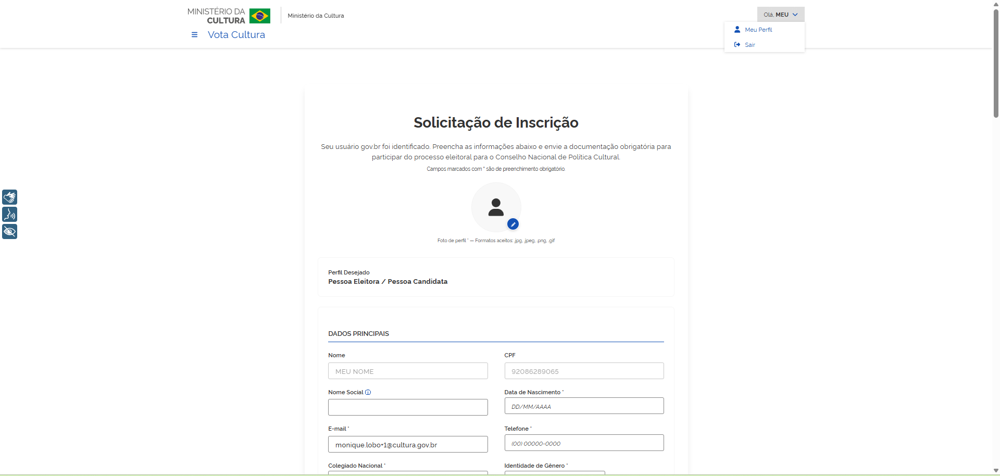 MINISTÉRIO DA
CULTURA
Ministério da Cultura
Olá, MEU
Vota Cultura
Meu Perfil
Sair
Solicitação de Inscrição
Seu usuário gov.br foi identificado. Preencha as informações abaixo e envie a documentação obrigatória para
participar do processo eleitoral para o Conselho Nacional de Política Cultural.
Campos marcados com * são de preenchimento obrigatório.
Foto de perfil * — Formatos aceitos: .jpg, .jpeg, .png, .gif
Perfil Desejado
Pessoa Eleitora / Pessoa Candidata
DADOS PRINCIPAIS
Nome
CPF
MEU NOME
92086289065
Nome Social
Data de Nascimento *
DD/MM/AAAA
E-mail *
Telefone *
monique.lobo+1@cultura.gov.br
(00) 00000-0000
Colegiado Nacional *
Identidade de Gênero *